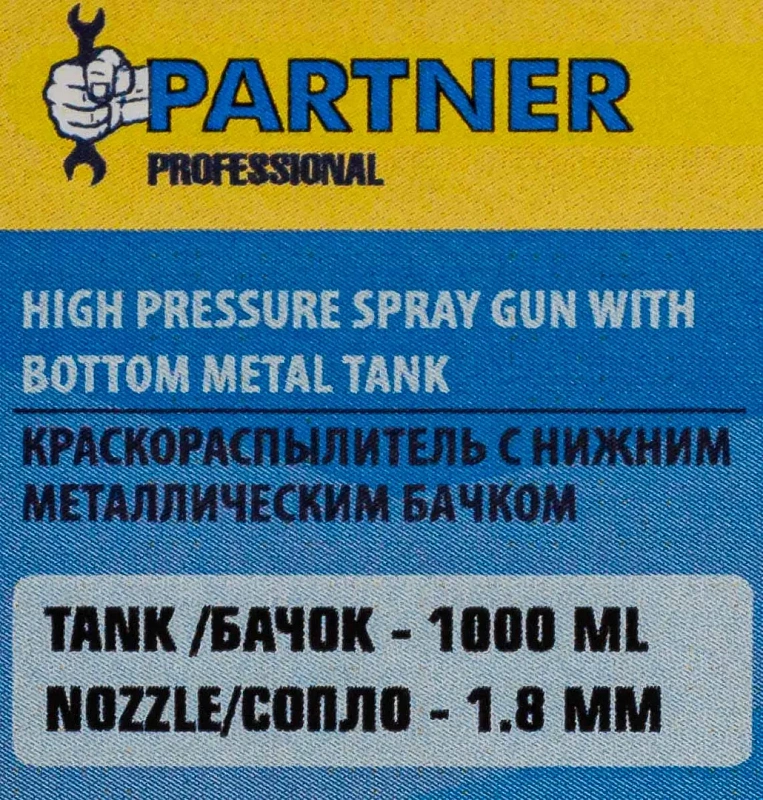 PARTNER
PROFESSIONAL
HIGH PRESSURE SPRAY GUN WITH
BOTTOM METAL TANK
КРАСКОРАСПЫЛИТЕЛЬ С НИЖНИМ
МЕТАЛЛИЧЕСКИМ БАЧКОМ
TANK /БАЧОК - 1000 ML
NOZZLE/СОПЛО - 1.8 MM